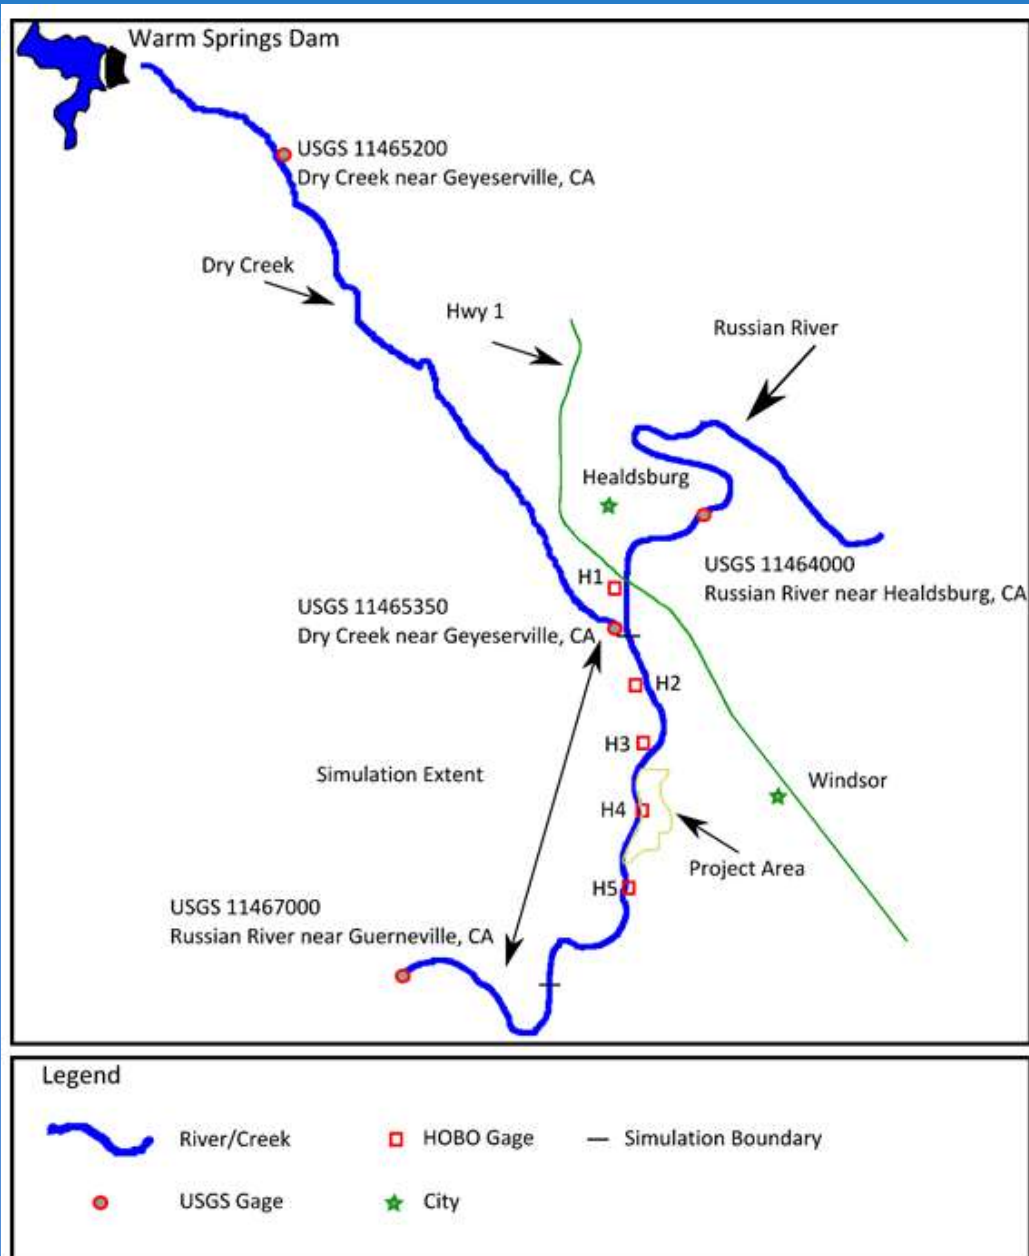 Warm Springs Dam
USGS 11465200
Dry Creek near Geyeserville, CA
Dry Creek
Hwy 1
Russian River
Healdsburg
H1
USGS 11464000
Russian River near Healdsburg, CA
USGS 11465350
Dry Creek near Geyeserville, CA
H2
H3
Simulation Extent
Windsor
H4
Project Area
H5
USGS 11467000
Russian River near Guerneville, CA
Legend
River/Creek
HOBO Gage
Simulation Boundary
USGS Gage
City